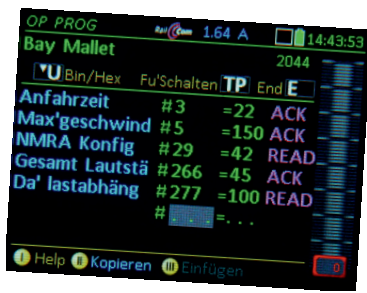 OP PROG RailCom 1.64 A 14:43:53
Bay Mallet 2044
▼U Bin/Hex Fu'Schalten TP End E
Anfahrzeit #3 =22 ACK
Max'geschwind #5 =150 ACK
NMRA Konfig #29 =42 READ
Gesamt Lautstä #266 =45 ACK
Da' lastabhäng #277 =100 READ
#... =...
I Help II Kopieren III Einfügen 0